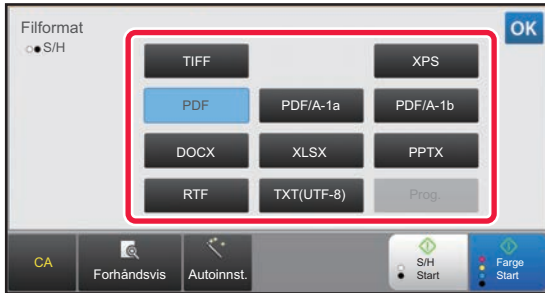 Filformat
S/H
OK
TIFF
XPS
PDF
PDF/A-1a
PDF/A-1b
DOCX
XLSX
PPTX
RTF
TXT(UTF-8)
Prog.
CA
Forhåndsvis
Autoinnst.
S/H
Start
Farge
Start